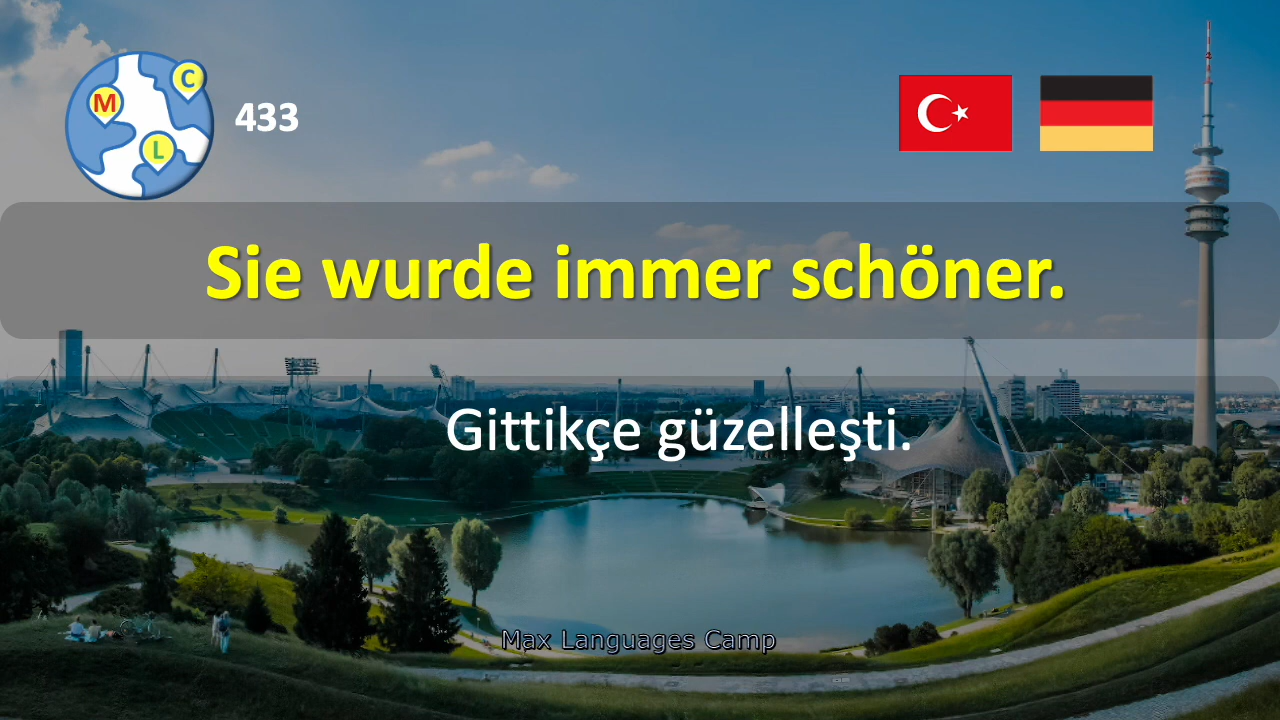 M
C
L
433
Sie wurde immer schöner.
Gittikçe güzelleşti.
Max Languages Camp